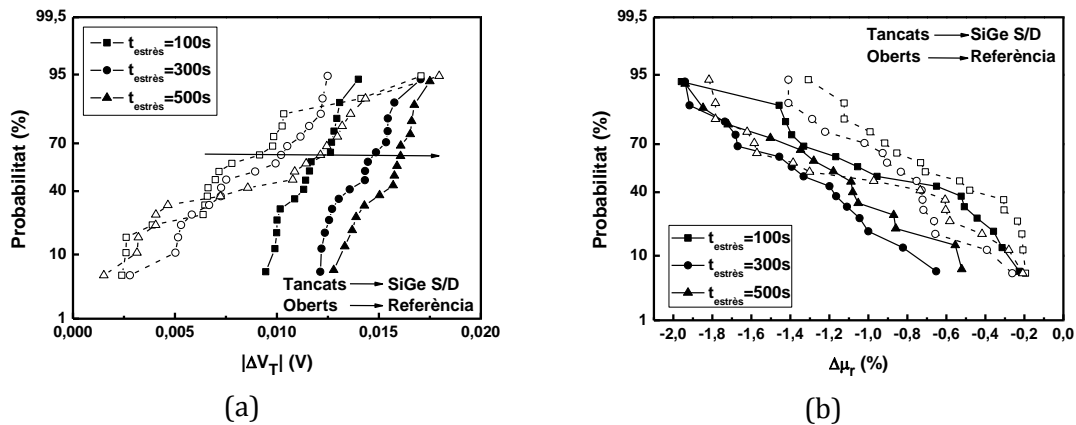 99,5
95
70
40
10
1
Probabilitat (%)
t_estrès=100s
t_estrès=300s
t_estrès=500s
Tancats → SiGe S/D
Oberts → Referència
0,000 0,005 0,010 0,015 0,020
|ΔV_T| (V)
(a)
99,5
95
70
40
10
1
Probabilitat (%)
Tancats → SiGe S/D
Oberts → Referència
t_estrès=100s
t_estrès=300s
t_estrès=500s
-2,0 -1,8 -1,6 -1,4 -1,2 -1,0 -0,8 -0,6 -0,4 -0,2 0,0
Δμ_r (%)
(b)